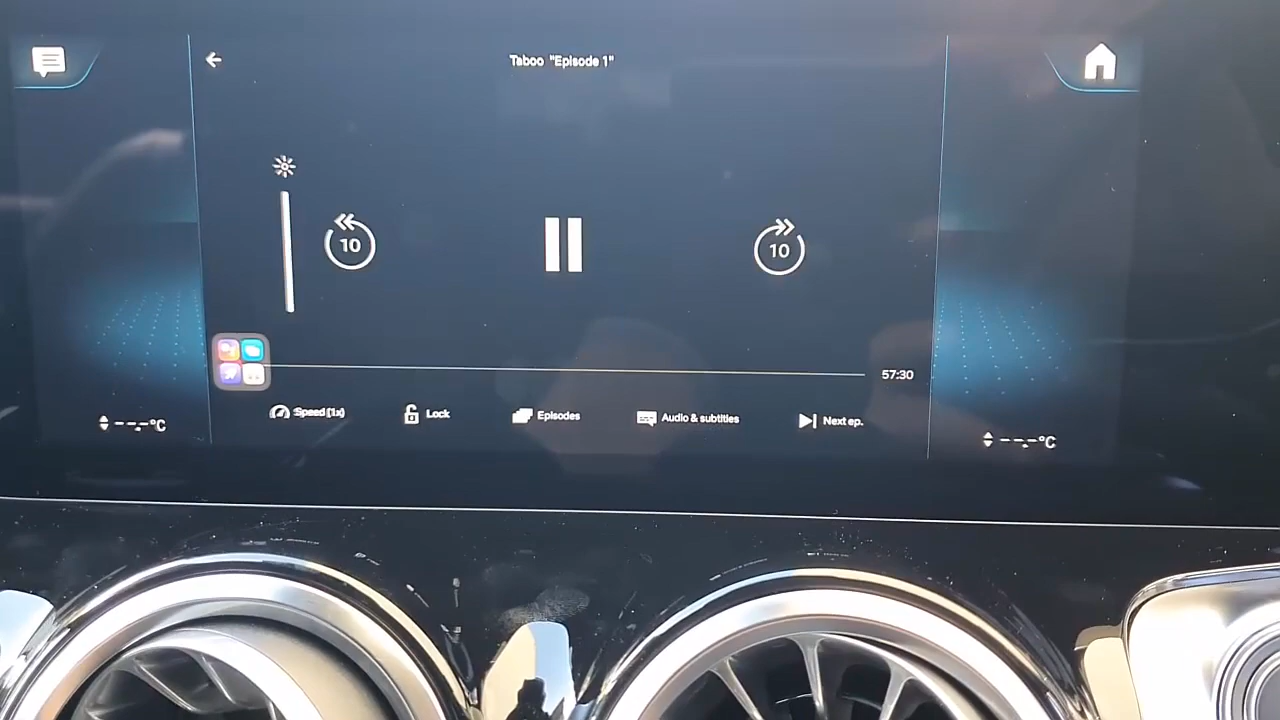 Taboo "Episode 1"
10
10
57:30
Speed (1x)
Lock
Episodes
Audio & subtitles
Next ep.
--.-°C
--.-°C